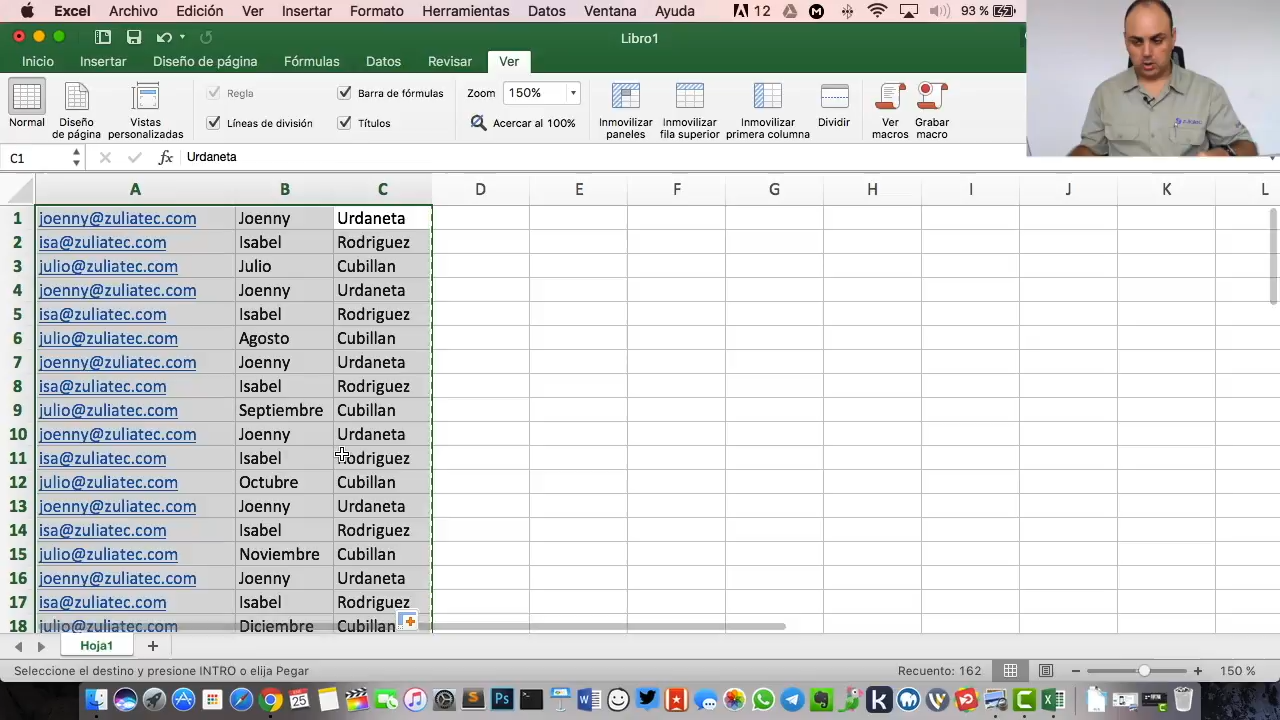 Excel Archivo Edición Ver Insertar Formato Herramientas Datos Ventana Ayuda 12 93 %
Libro1
Inicio Insertar Diseño de página Fórmulas Datos Revisar Ver
Normal
Diseño de página
Vistas personalizadas
Regla
Líneas de división
Barra de fórmulas
Títulos
Zoom 150%
Acercar al 100%
Inmovilizar paneles
Inmovilizar fila superior
Inmovilizar primera columna
Dividir
Ver macros
Grabar macro
C1 fx Urdaneta
A B C D E F G H I J K L
1 joenny@zuliatec.com Joenny Urdaneta
2 isa@zuliatec.com Isabel Rodriguez
3 julio@zuliatec.com Julio Cubillan
4 joenny@zuliatec.com Joenny Urdaneta
5 isa@zuliatec.com Isabel Rodriguez
6 julio@zuliatec.com Agosto Cubillan
7 joenny@zuliatec.com Joenny Urdaneta
8 isa@zuliatec.com Isabel Rodriguez
9 julio@zuliatec.com Septiembre Cubillan
10 joenny@zuliatec.com Joenny Urdaneta
11 isa@zuliatec.com Isabel Rodriguez
12 julio@zuliatec.com Octubre Cubillan
13 joenny@zuliatec.com Joenny Urdaneta
14 isa@zuliatec.com Isabel Rodriguez
15 julio@zuliatec.com Noviembre Cubillan
16 joenny@zuliatec.com Joenny Urdaneta
17 isa@zuliatec.com Isabel Rodriguez
18 julio@zuliatec.com Diciembre Cubillan
Hoja1
Seleccione el destino y presione INTRO o elija Pegar Recuento: 162 150 %